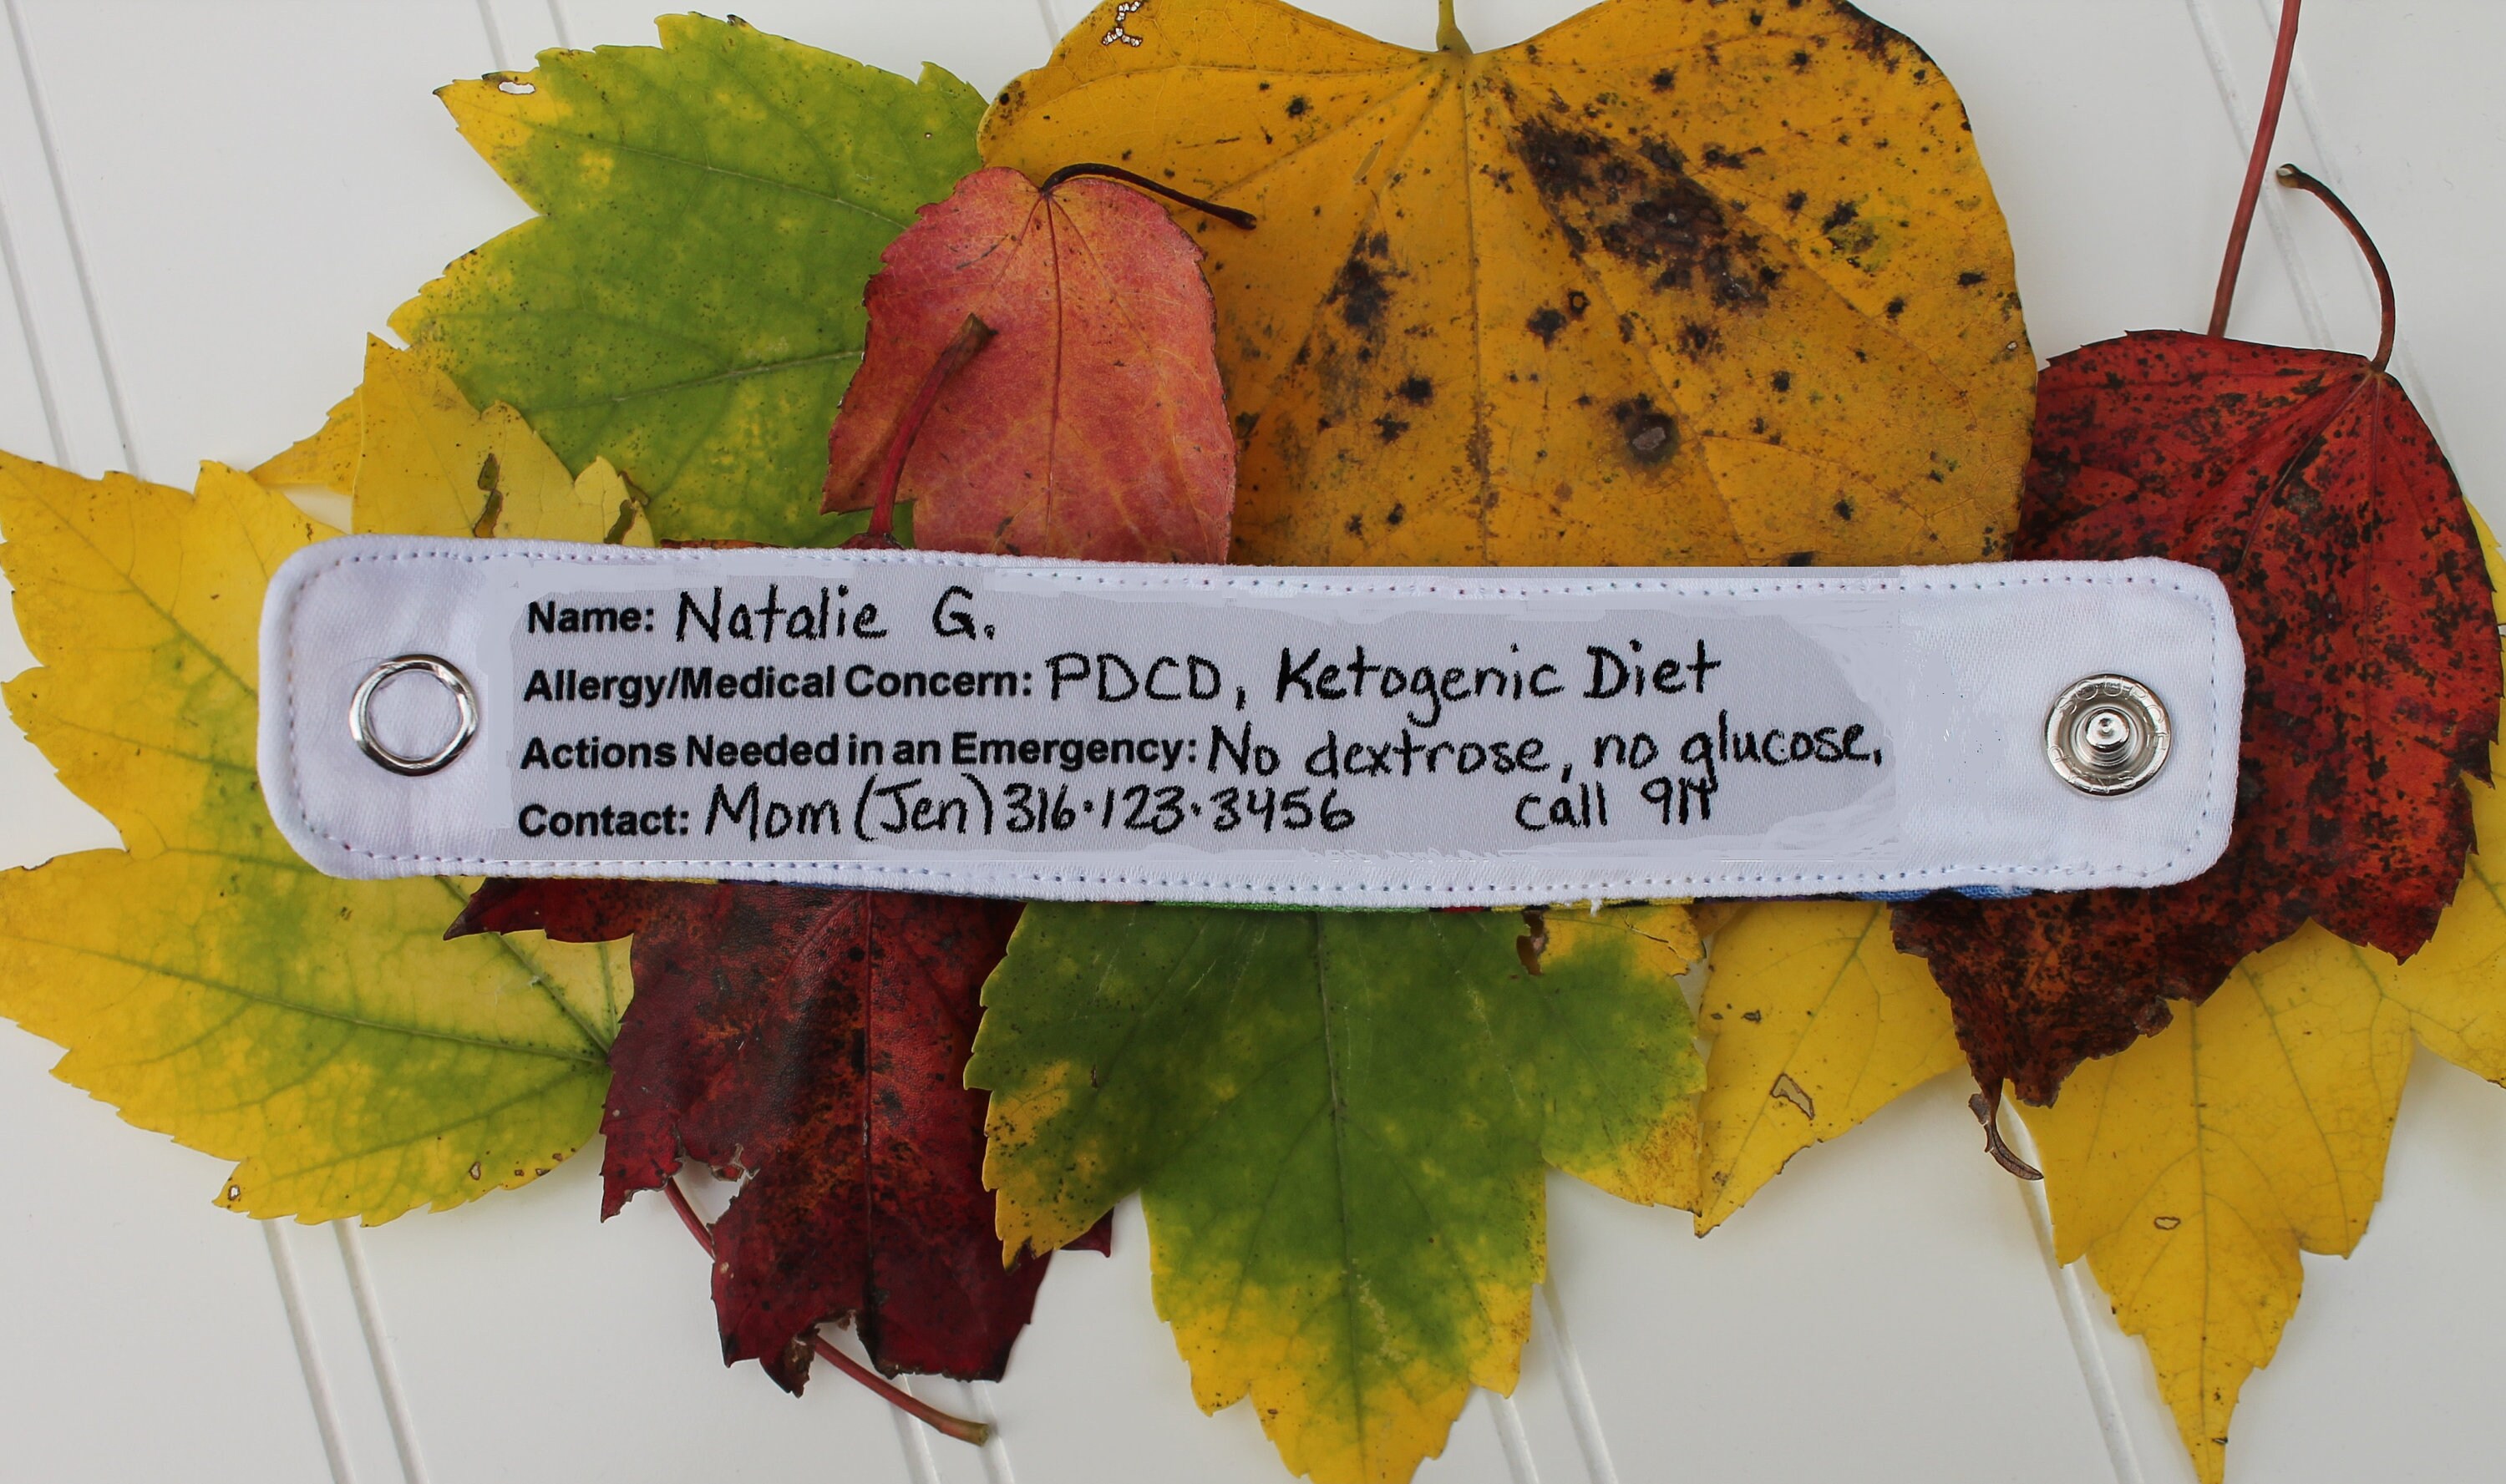 Name: Natalie G.
Allergy/Medical Concern: PDCD, Ketogenic Diet
Actions Needed in an Emergency: No dextrose, no glucose,
call 911
Contact: Mom (Jen) 316·123·3456